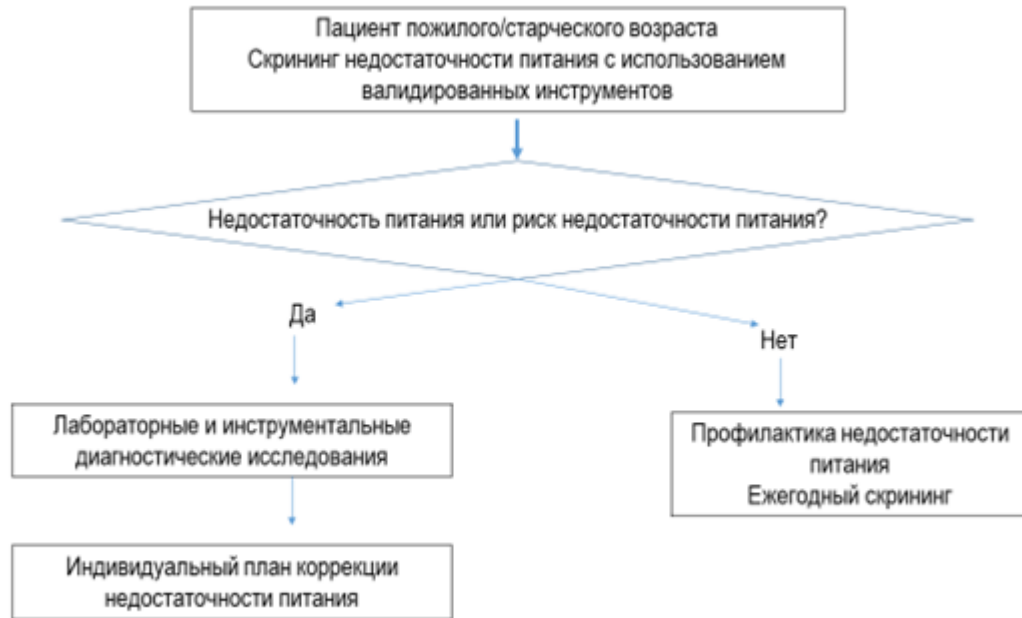 Пациент пожилого/старческого возраста
Скрининг недостаточности питания с использованием
валидированных инструментов
Недостаточность питания или риск недостаточности питания?
Да
Нет
Лабораторные и инструментальные
диагностические исследования
Профилактика недостаточности
питания
Ежегодный скрининг
Индивидуальный план коррекции
недостаточности питания